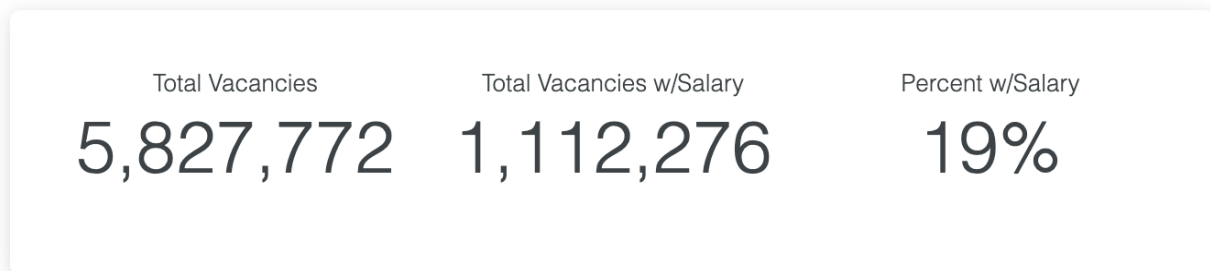 Total Vacancies
5,827,772
Total Vacancies w/Salary
1,112,276
Percent w/Salary
19%